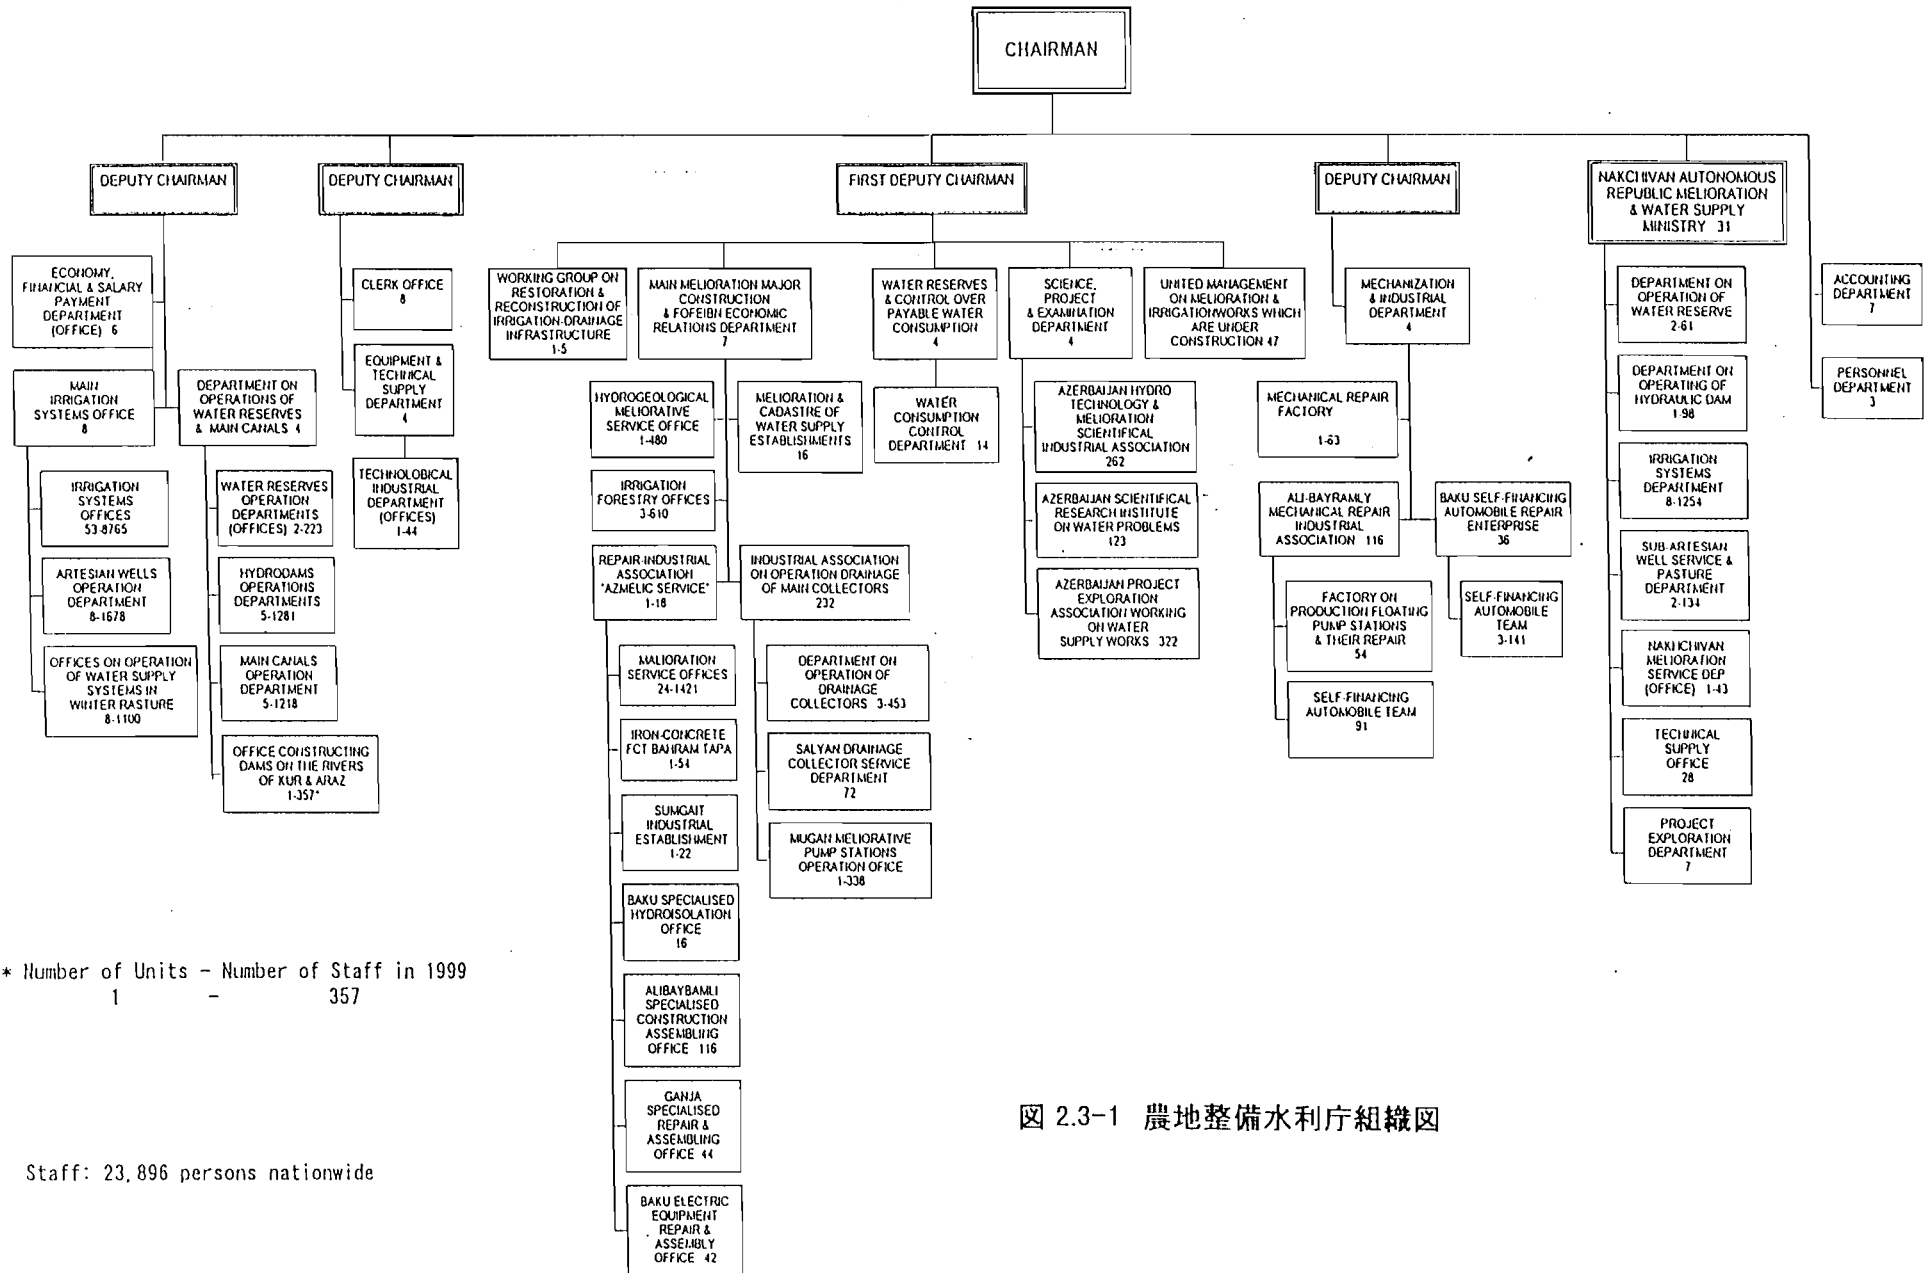 CHAIRMAN
DEPUTY CHAIRMAN
DEPUTY CHAIRMAN
FIRST DEPUTY CHAIRMAN
DEPUTY CHAIRMAN
NAKCHIVAN AUTONOMOUS
REPUBLIC MELIORATION
& WATER SUPPLY
MINISTRY 31
ECONOMY,
FINANCIAL & SALARY
PAYMENT
DEPARTMENT
(OFFICE) 6
MAIN
IRRIGATION
SYSTEMS OFFICE
8
DEPARTMENT ON
OPERATIONS OF
WATER RESERVES
& MAIN CANALS 4
IRRIGATION
SYSTEMS
OFFICES
53-8765
ARTESIAN WELLS
OPERATION
DEPARTMENT
8-1678
OFFICES ON OPERATION
OF WATER SUPPLY
SYSTEMS IN
WINTER RASTURE
8-1100
WATER RESERVES
OPERATION
DEPARTMENTS
(OFFICES) 2-223
HYDRODAMS
OPERATIONS
DEPARTMENTS
5-1281
MAIN CANALS
OPERATION
DEPARTMENT
5-1218
OFFICE CONSTRUCTING
DAMS ON THE RIVERS
OF KUR & ARAZ
1-357*
CLERK OFFICE
8
EQUIPMENT &
TECHNICAL
SUPPLY
DEPARTMENT
4
TECHNOLOBICAL
INDUSTRIAL
DEPARTMENT
(OFFICES)
1-44
WORKING GROUP ON
RESTORATION &
RECONSTRUCTION OF
IRRIGATION-DRAINAGE
INFRASTRUCTURE
1-5
MAIN MELIORATION MAJOR
CONSTRUCTION
& FOFEIBN ECONOMIC
RELATIONS DEPARTMENT
7
WATER RESERVES
& CONTROL OVER
PAYABLE WATER
CONSUMPTION
4
SCIENCE,
PROJECT
& EXAMINATION
DEPARTMENT
4
UNITED MANAGEMENT
ON MELIORATION &
IRRIGATIONWORKS WHICH
ARE UNDER
CONSTRUCTION 47
HYDROGEOLOGICAL
MELIORATIVE
SERVICE OFFICE
1-480
MELIORATION &
CADASTRE OF
WATER SUPPLY
ESTABLISHMENTS
16
IRRIGATION
FORESTRY OFFICES
3-610
REPAIR-INDUSTRIAL
ASSOCIATION
"AZMELIC SERVICE"
1-18
INDUSTRIAL ASSOCIATION
ON OPERATION DRAINAGE
OF MAIN COLLECTORS
232
MALIORATION
SERVICE OFFICES
24-1421
IRON-CONCRETE
FCT BAHRAM TAPA
1-54
SUMGAIT
INDUSTRIAL
ESTABLISHMENT
1-22
BAKU SPECIALISED
HYDROISOLATION
OFFICE
16
ALIBAYBAMLI
SPECIALISED
CONSTRUCTION
ASSEMBLING
OFFICE 116
GANJA
SPECIALISED
REPAIR &
ASSEMBLING
OFFICE 44
BAKU ELECTRIC
EQUIPMENT
REPAIR &
ASSEMBLY
OFFICE 42
DEPARTMENT ON
OPERATION OF
DRAINAGE
COLLECTORS 3-453
SALYAN DRAINAGE
COLLECTOR SERVICE
DEPARTMENT
72
MUGAN MELIORATIVE
PUMP STATIONS
OPERATION OFICE
1-338
WATER
CONSUMPTION
CONTROL
DEPARTMENT 14
AZERBAIJAN HYDRO
TECHNOLOGY &
MELIORATION
SCIENTIFICAL
INDUSTRIAL ASSOCIATION
262
AZERBAIJAN SCIENTIFICAL
RESEARCH INSTITUTE
ON WATER PROBLEMS
123
AZERBAIJAN PROJECT
EXPLORATION
ASSOCIATION WORKING
ON WATER
SUPPLY WORKS 322
MECHANIZATION
& INDUSTRIAL
DEPARTMENT
4
MECHANICAL REPAIR
FACTORY
1-63
ALI-BAYRAMLY
MECHANICAL REPAIR
INDUSTRIAL
ASSOCIATION 116
BAKU SELF-FINANCING
AUTOMOBILE REPAIR
ENTERPRISE
36
FACTORY ON
PRODUCTION FLOATING
PUMP STATIONS
& THEIR REPAIR
54
SELF-FINANCING
AUTOMOBILE TEAM
91
SELF-FINANCING
AUTOMOBILE
TEAM
3-141
DEPARTMENT ON
OPERATION OF
WATER RESERVE
2-61
DEPARTMENT ON
OPERATING OF
HYDRAULIC DAM
1-98
IRRIGATION
SYSTEMS
DEPARTMENT
8-1254
SUB-ARTESIAN
WELL SERVICE &
PASTURE
DEPARTMENT
2-134
NAKHCHIVAN
MELIORATION
SERVICE DEP
(OFFICE) 1-43
TECHNICAL
SUPPLY
OFFICE
28
PROJECT
EXPLORATION
DEPARTMENT
7
ACCOUNTING
DEPARTMENT
7
PERSONNEL
DEPARTMENT
3
* Number of Units - Number of Staff in 1999
1 - 357
Staff: 23,896 persons nationwide
図 2.3-1 農地整備水利庁組織図